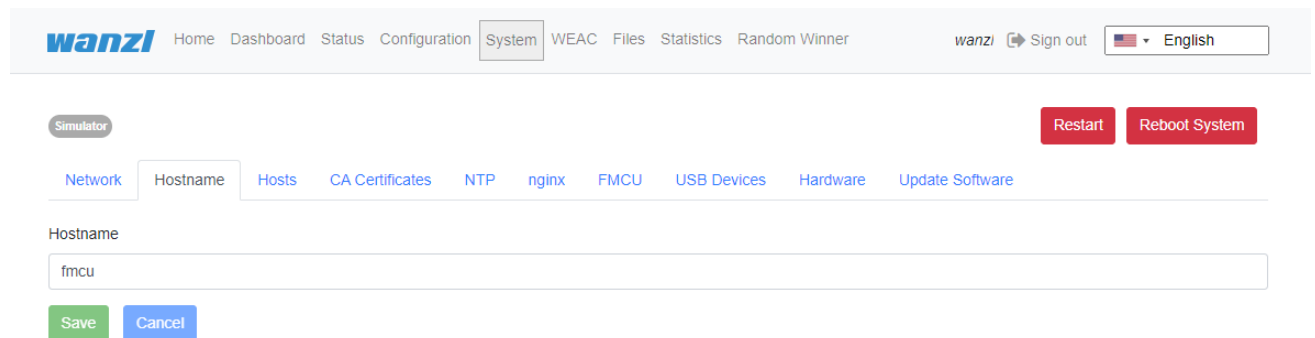 wanzl Home Dashboard Status Configuration System WEAC Files Statistics Random Winner wanzl Sign out English
Simulator Restart Reboot System
Network Hostname Hosts CA Certificates NTP nginx FMCU USB Devices Hardware Update Software
Hostname
fmcu
Save Cancel